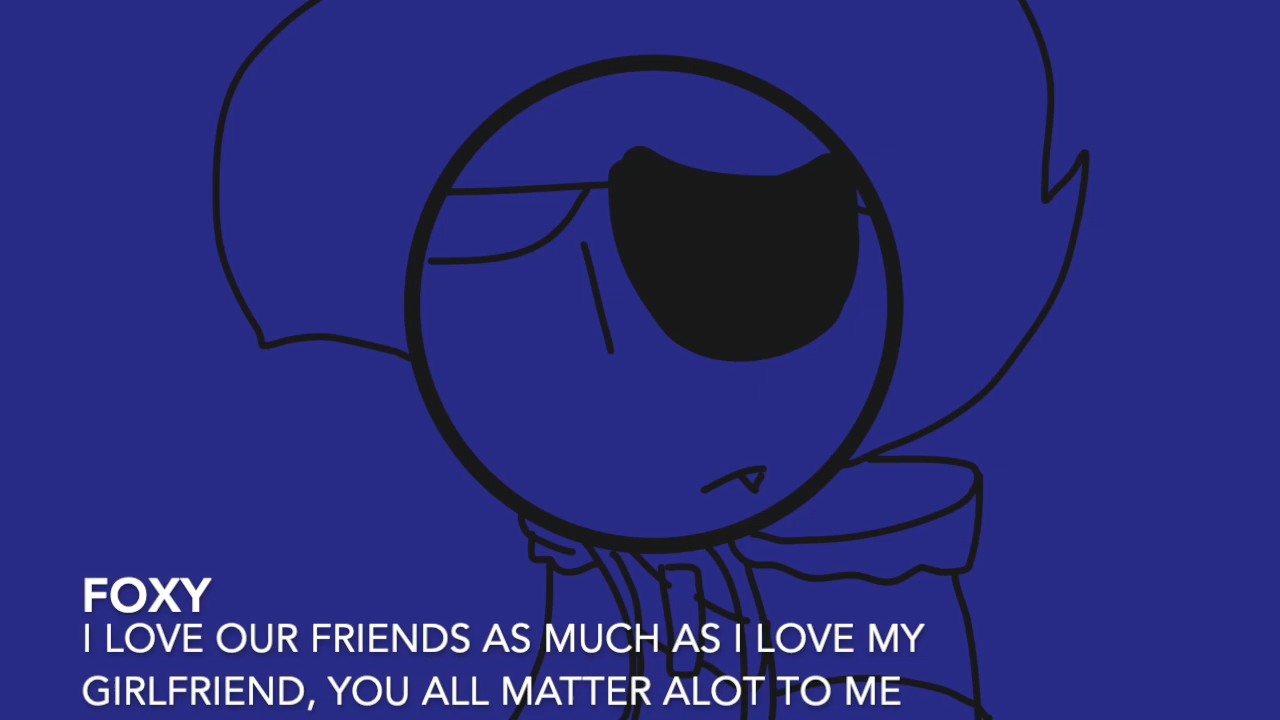 FOXY
I LOVE OUR FRIENDS AS MUCH AS I LOVE MY
GIRLFRIEND, YOU ALL MATTER ALOT TO ME